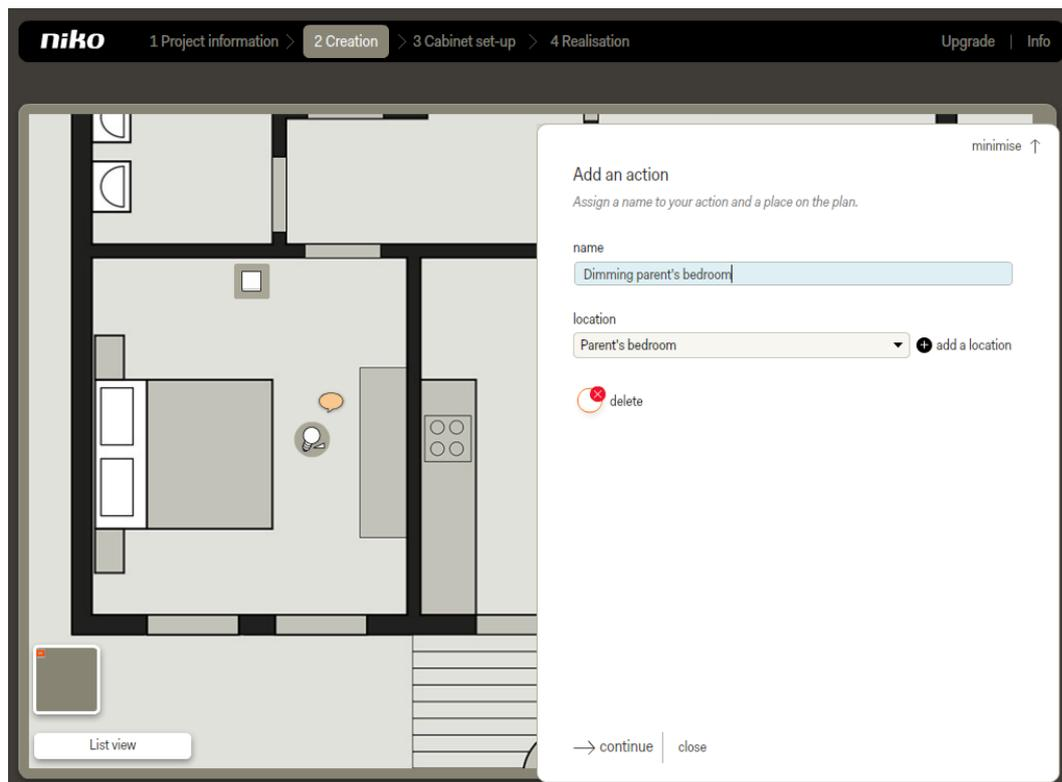 niko
1 Project information
2 Creation
3 Cabinet set-up
4 Realisation
Upgrade | Info
minimise ↑
Add an action
Assign a name to your action and a place on the plan.
name
Dimming parent's bedroom
location
Parent's bedroom
add a location
delete
List view
→ continue
close